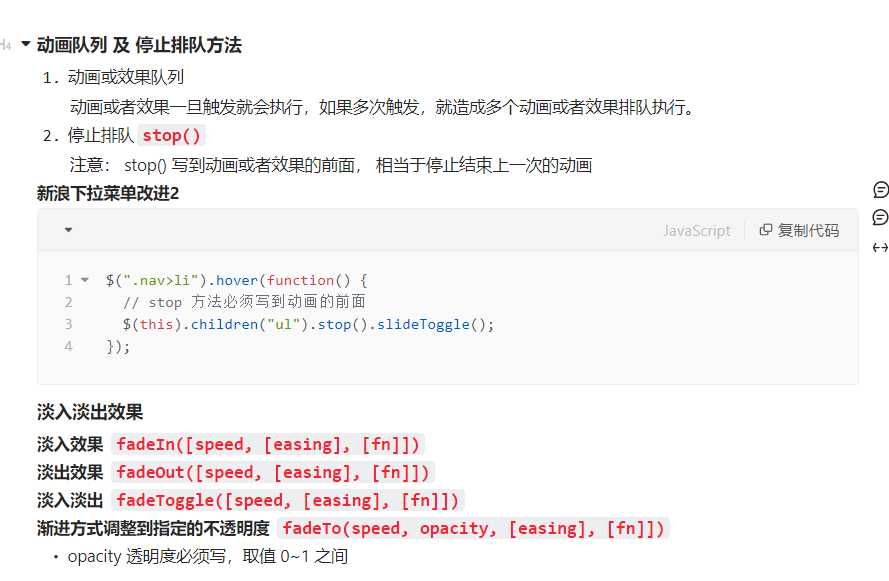 H4 动画队列 及 停止排队方法
1. 动画或效果队列
动画或者效果一旦触发就会执行，如果多次触发，就造成多个动画或者效果排队执行。
2. 停止排队 stop()
注意： stop() 写到动画或者效果的前面， 相当于停止结束上一次的动画
新浪下拉菜单改进2
JavaScript 复制代码
1 $(".nav>li").hover(function() {
2 // stop 方法必须写到动画的前面
3 $(this).children("ul").stop().slideToggle();
4 });
淡入淡出效果
淡入效果 fadeIn([speed, [easing], [fn]])
淡出效果 fadeOut([speed, [easing], [fn]])
淡入淡出 fadeToggle([speed, [easing], [fn]])
渐进方式调整到指定的不透明度 fadeTo(speed, opacity, [easing], [fn]])
• opacity 透明度必须写，取值 0~1 之间